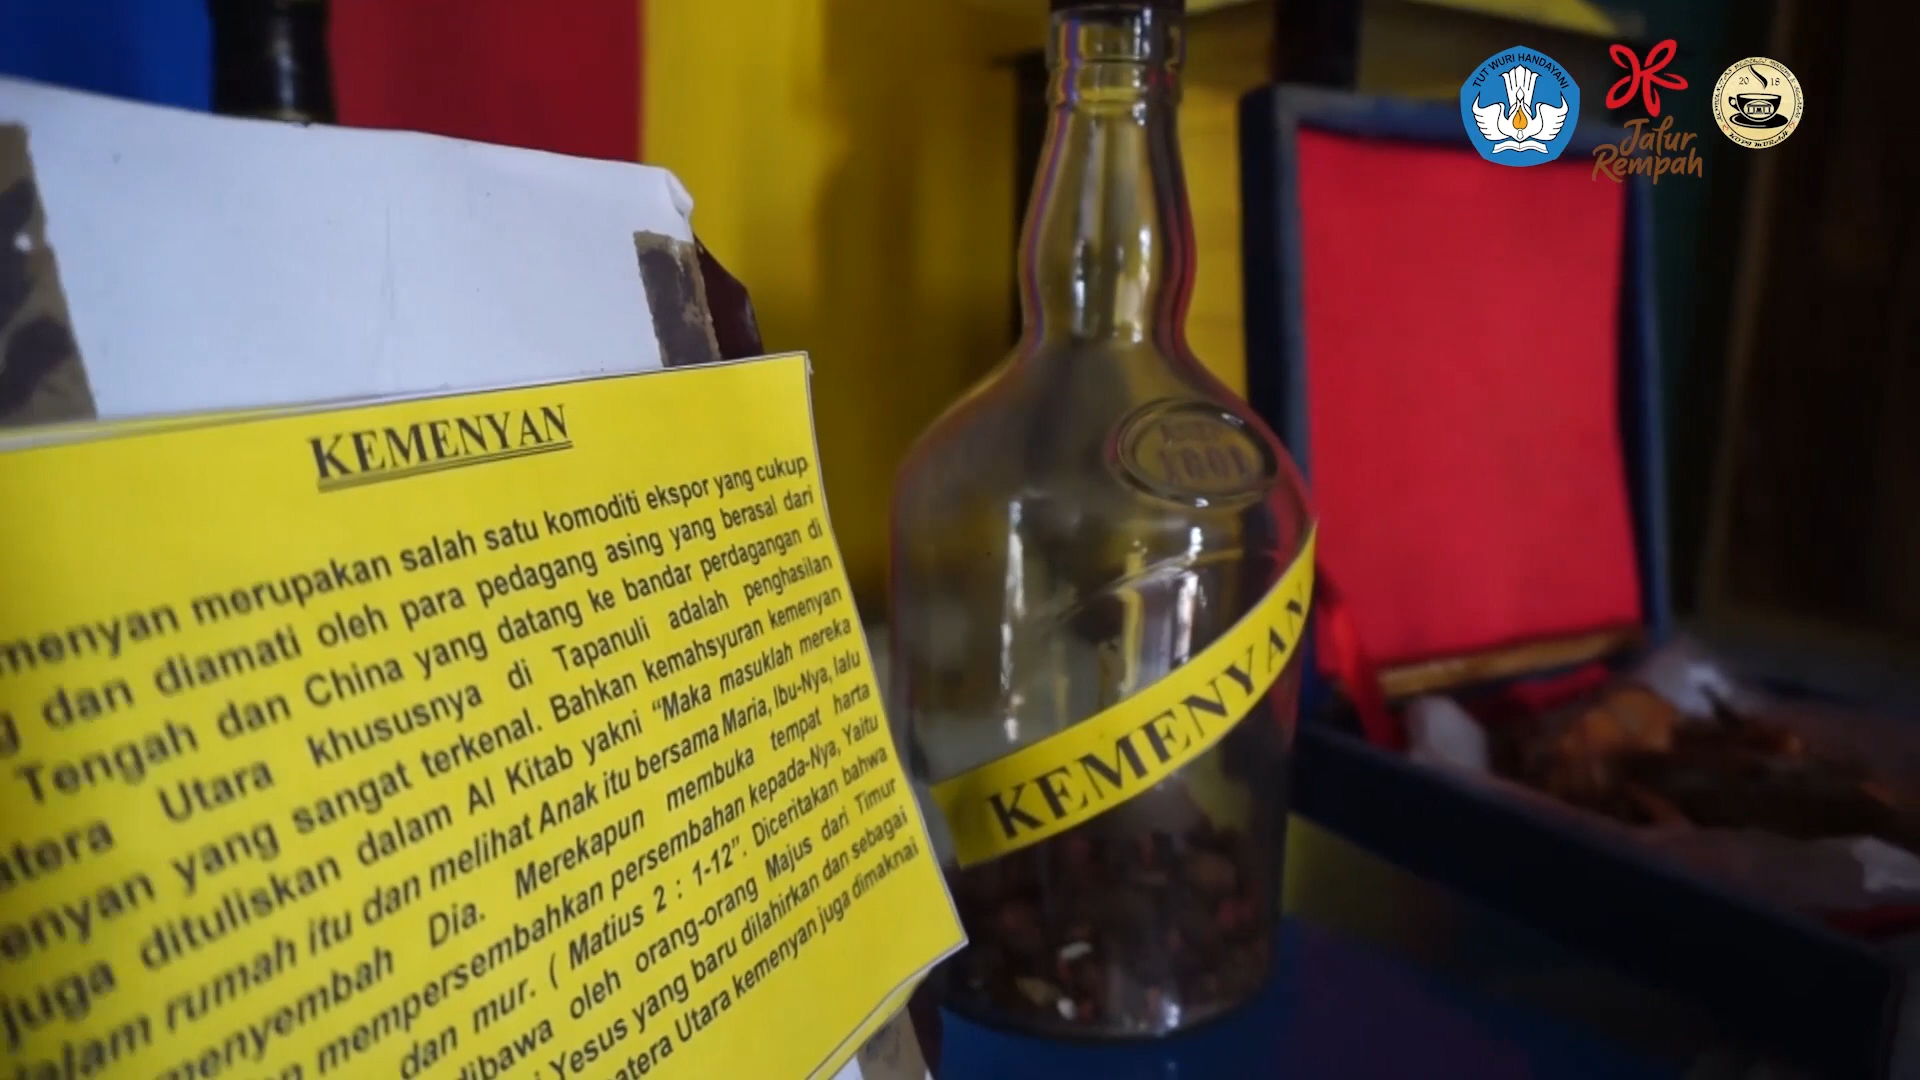 TUT WURI HANDAYANI
Jalur
Rempah
20 18
KEMENYAN
merupakan salah satu komoditi ekspor yang cukup
dan diamati oleh para pedagang asing yang berasal dari
Tengah dan China yang datang ke bandar perdagangan di
Utara khususnya di Tapanuli adalah penghasilan
yang sangat terkenal. Bahkan kemahsyuran kemenyan
juga dituliskan dalam Al Kitab yakni “Maka masuklah mereka
rumah itu dan melihat Anak itu bersama Maria, Ibu-Nya, lalu
menyembah Dia. Merekapun membuka tempat harta
mempersembahkan persembahan kepada-Nya, Yaitu
dan mur. ( Matius 2 : 1-12”. Diceritakan bahwa
dibawa oleh orang-orang Majus dari Timur
Yesus yang baru dilahirkan dan sebagai
Utara kemenyan juga dimaknai
KEMENYAN